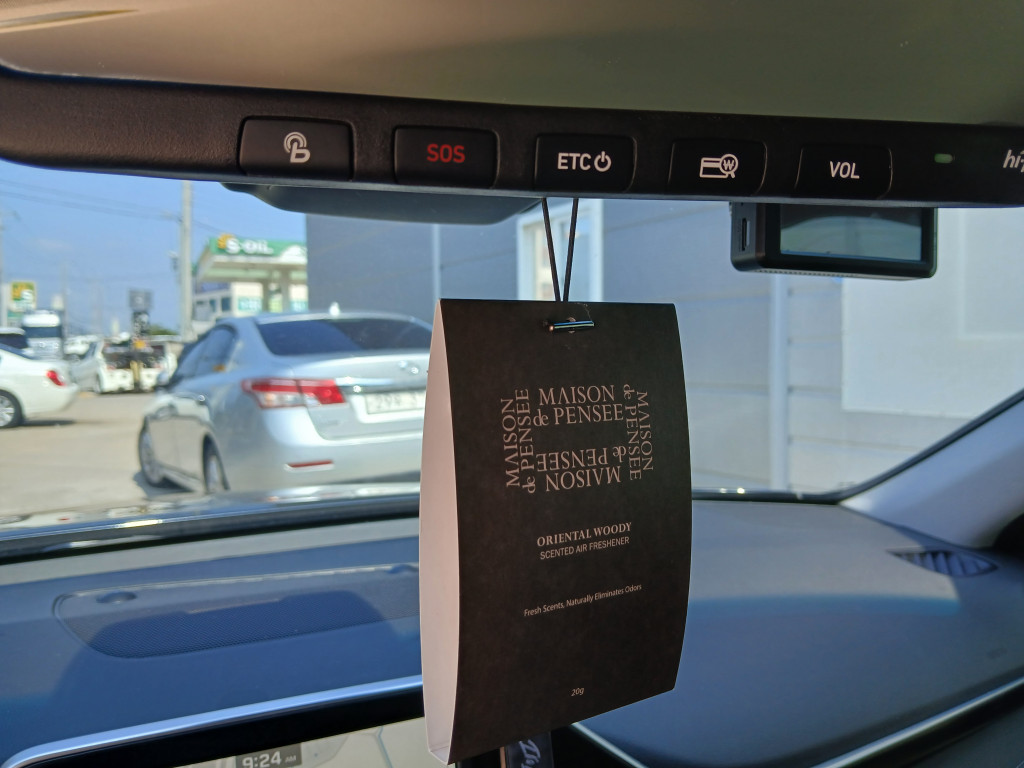 SOS
ETC
VOL
S-OIL
MAISON
de PENSEE
MAISON
de PENSEE
MAISON
de PENSEE
MAISON
de PENSEE
ORIENTAL WOODY
SCENTED AIR FRESHENER
Fresh Scents, Naturally Eliminates Odors
20g
9:24 AM